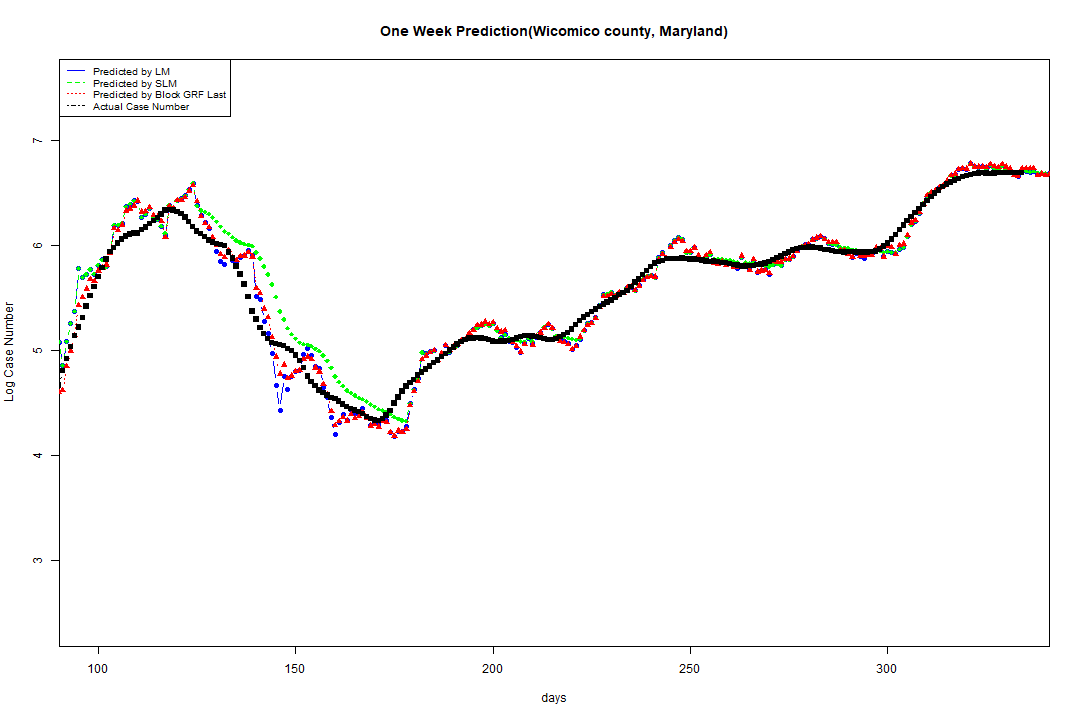 One Week Prediction(Wicomico county, Maryland)
Predicted by LM
Predicted by SLM
Predicted by Block GRF Last
Actual Case Number
7
6
5
4
3
Log Case Number
100 150 200 250 300
days